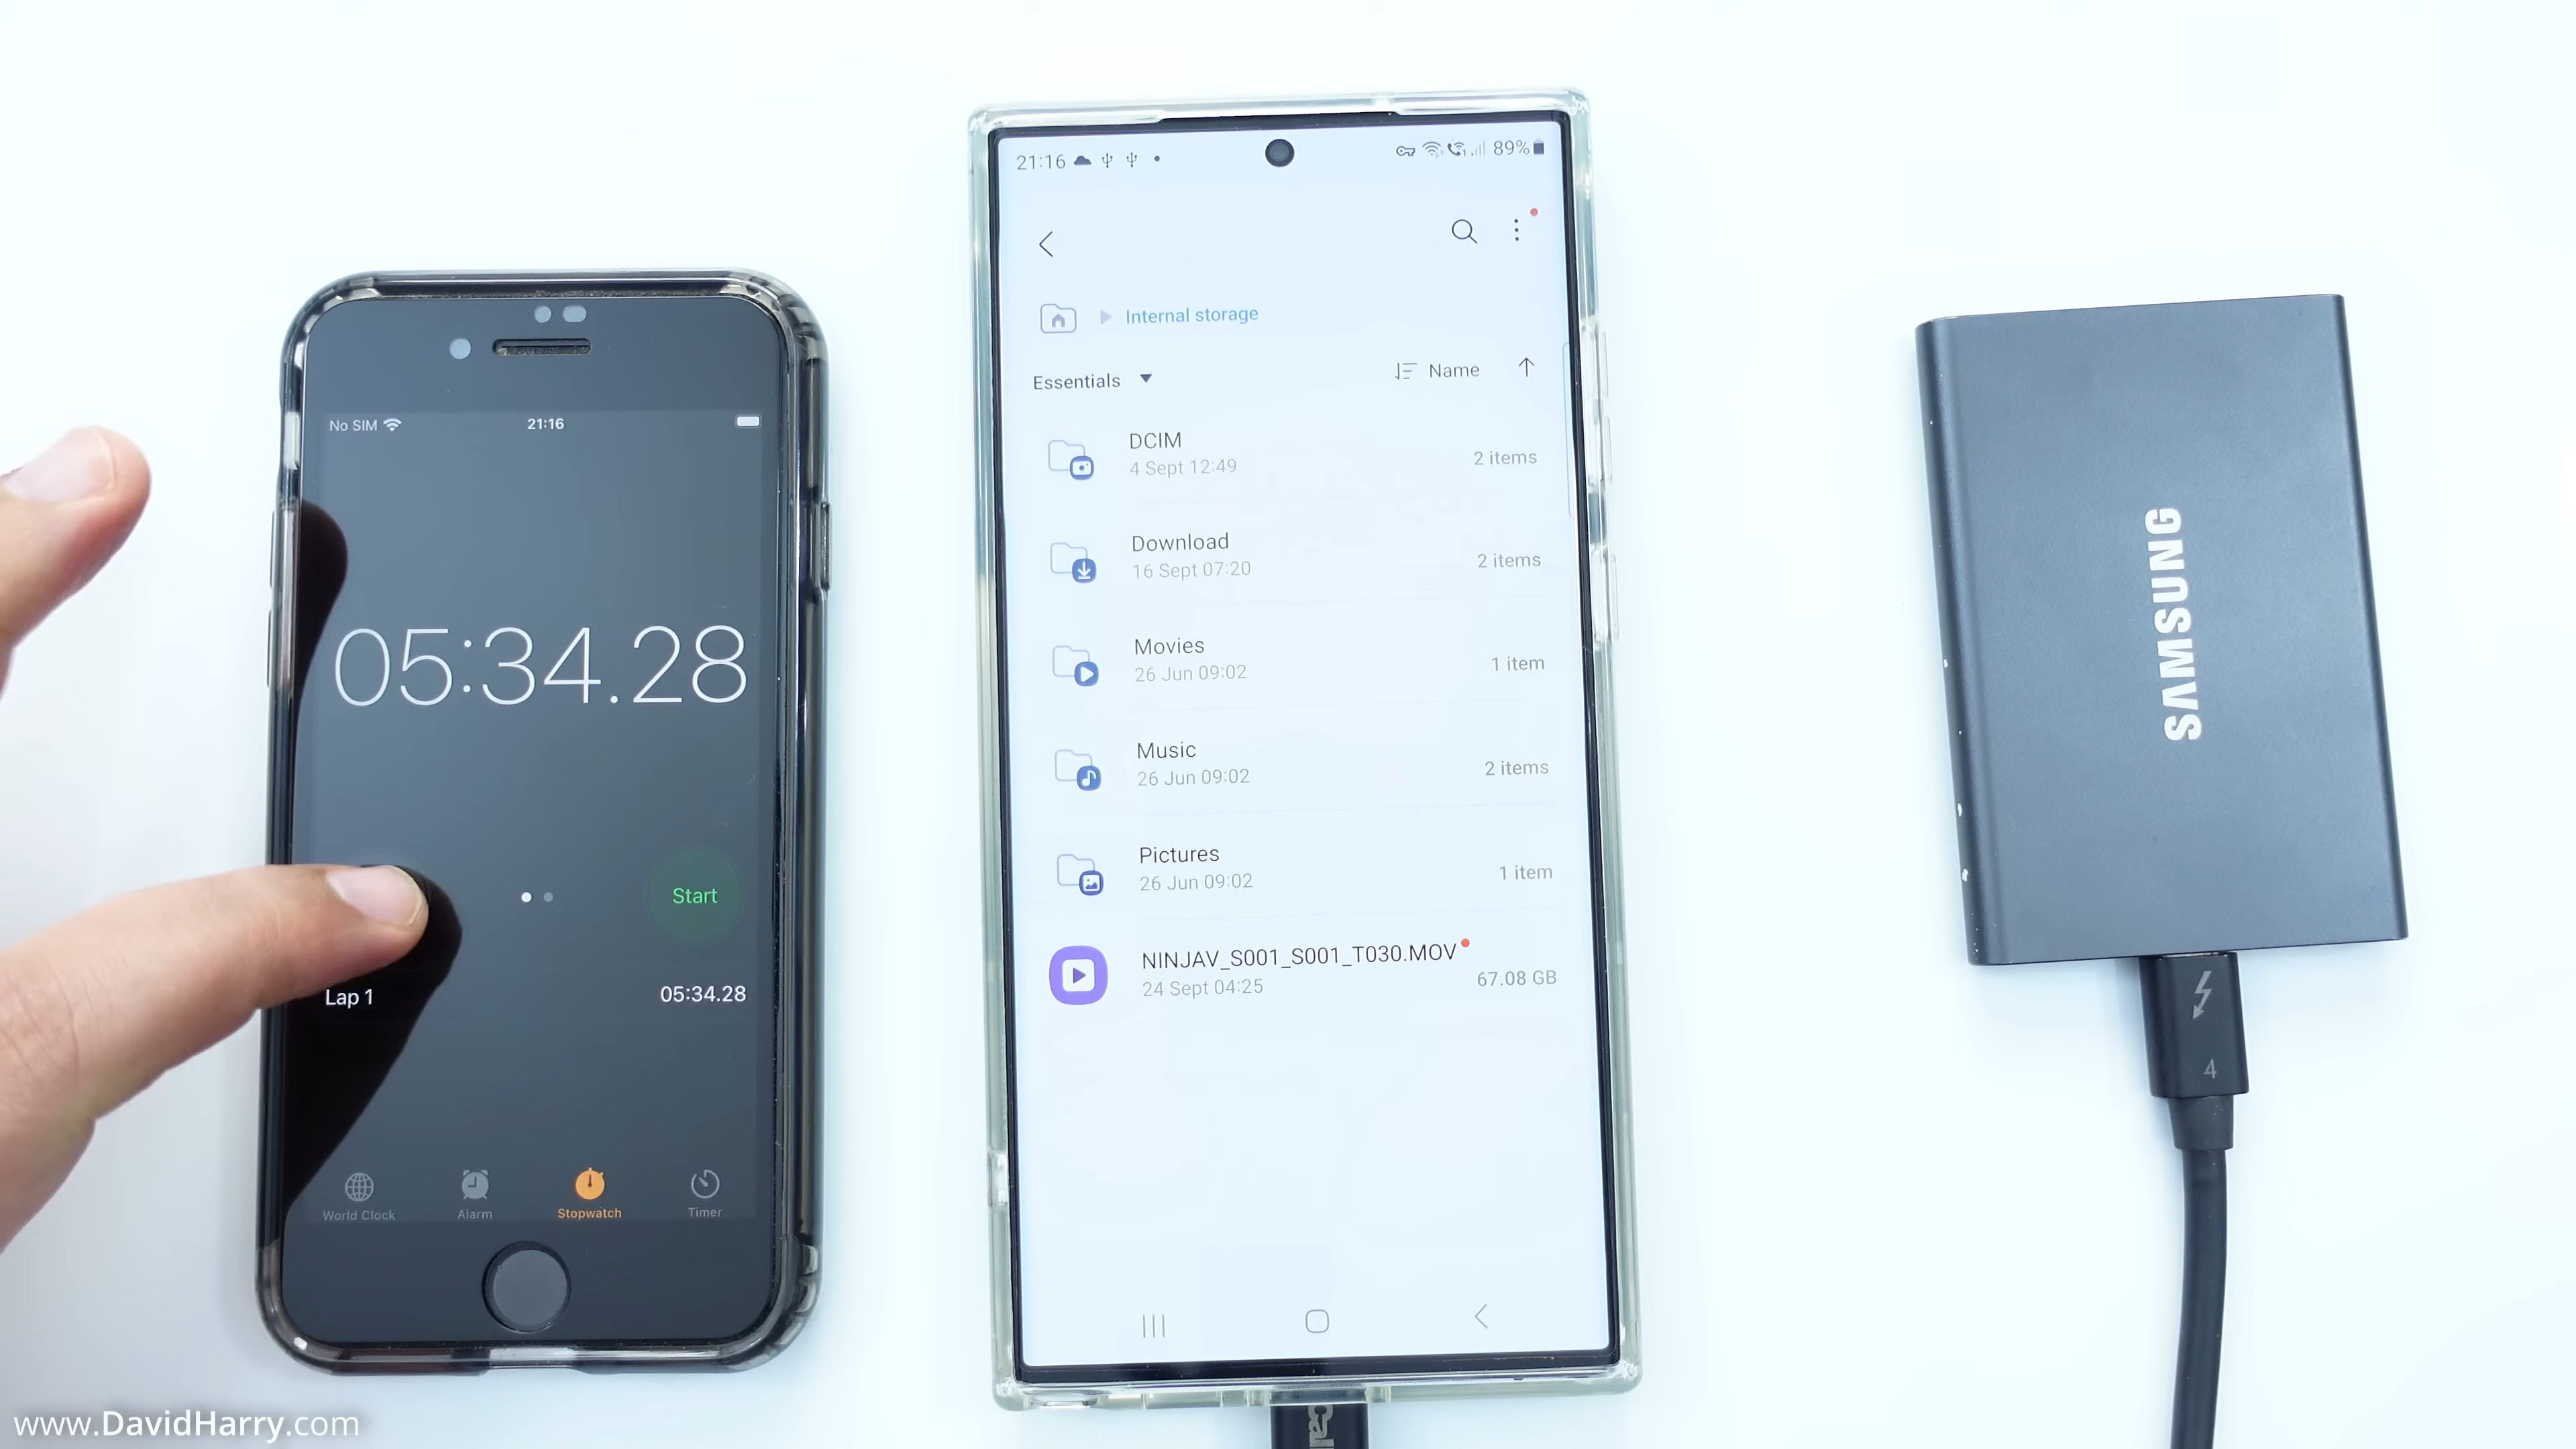 No SIM
21:16
05:34.28
Start
Lap 1
05:34.28
World Clock
Alarm
Stopwatch
Timer
21:16
89%
Internal storage
Essentials
Name
DCIM
4 Sept 12:49
2 items
Download
16 Sept 07:20
2 items
Movies
26 Jun 09:02
1 item
Music
26 Jun 09:02
2 items
Pictures
26 Jun 09:02
1 item
NINJAV_S001_S001_T030.MOV
24 Sept 04:25
67.08 GB
SAMSUNG
4
www.DavidHarry.com